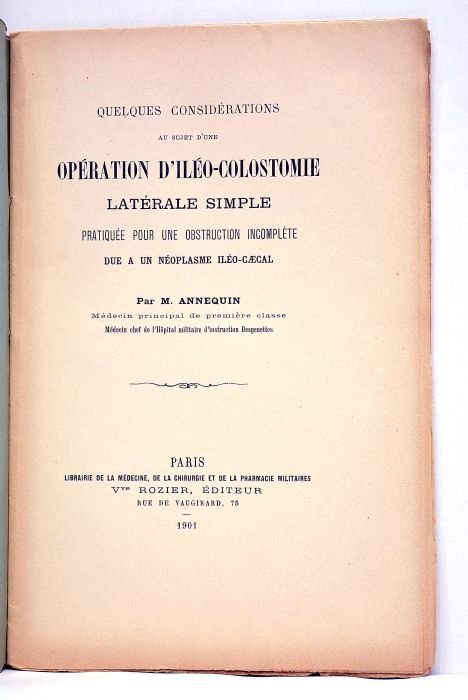 QUELQUES CONSIDÉRATIONS
AU SUJET D'UNE
OPÉRATION D'ILÉO-COLOSTOMIE
LATÉRALE SIMPLE
PRATIQUÉE POUR UNE OBSTRUCTION INCOMPLÈTE
DUE A UN NÉOPLASME ILÉO-CÆCAL
Par M. ANNEQUIN
Médecin principal de première classe
Médecin chef de l'Hôpital militaire d'instruction Desgenettes
PARIS
LIBRAIRIE DE LA MÉDECINE, DE LA CHIRURGIE ET DE LA PHARMACIE MILITAIRES
Vve ROZIER, ÉDITEUR
RUE DE VAUGIRARD, 75
—
1901